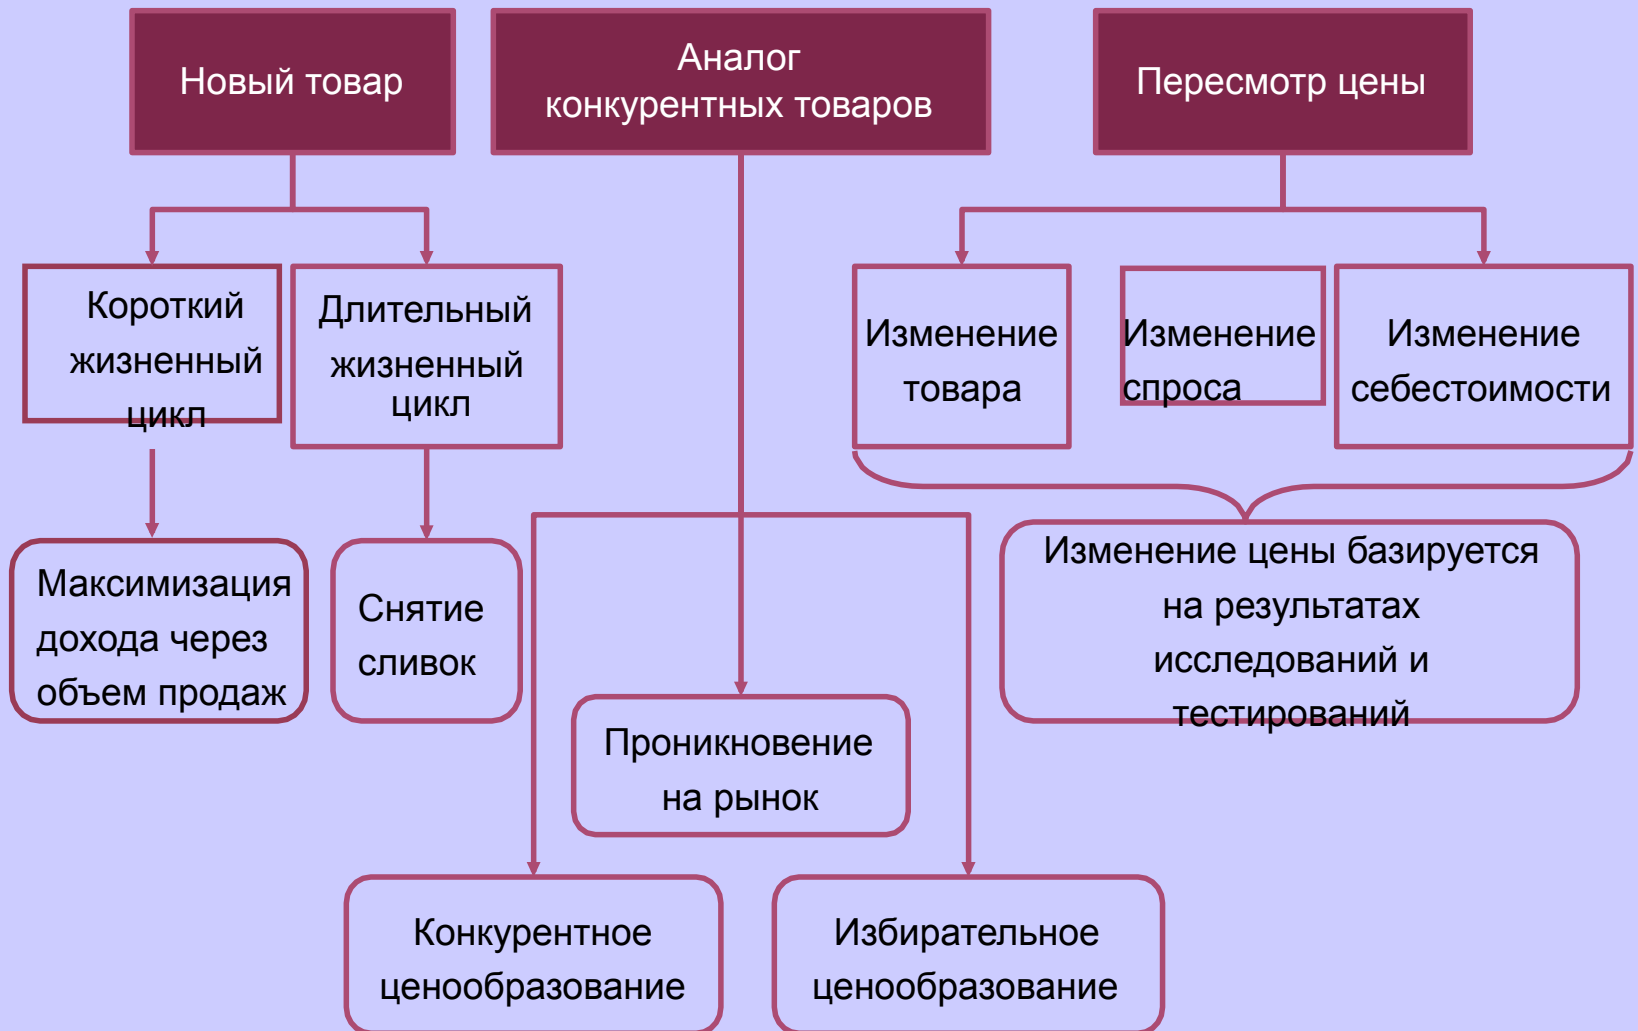 Новый товар
Аналог
конкурентных товаров
Пересмотр цены
Короткий
жизненный
цикл
Длительный
жизненный
цикл
Изменение
товара
Изменение
спроса
Изменение
себестоимости
Максимизация
дохода через
объем продаж
Снятие
сливок
Изменение цены базируется
на результатах
исследований и
тестирований
Проникновение
на рынок
Конкурентное
ценообразование
Избирательное
ценообразование